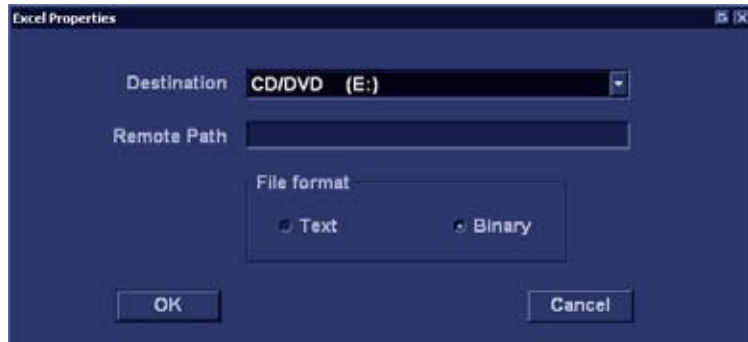 Excel Properties
Destination CD/DVD (E:)
Remote Path
File format
Text Binary
OK Cancel